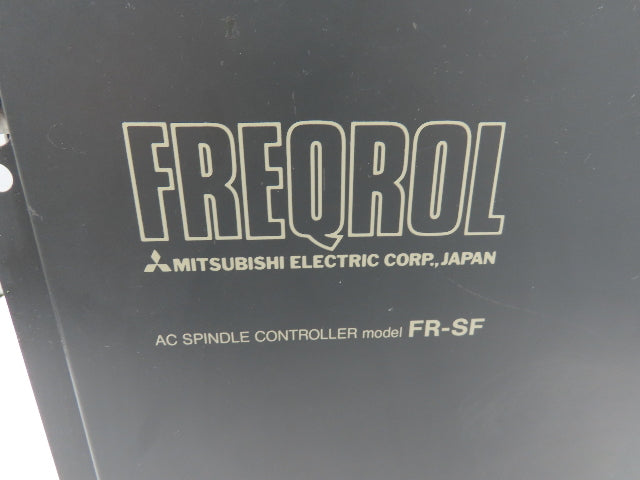 FREQROL
MITSUBISHI ELECTRIC CORP., JAPAN
AC SPINDLE CONTROLLER model FR-SF